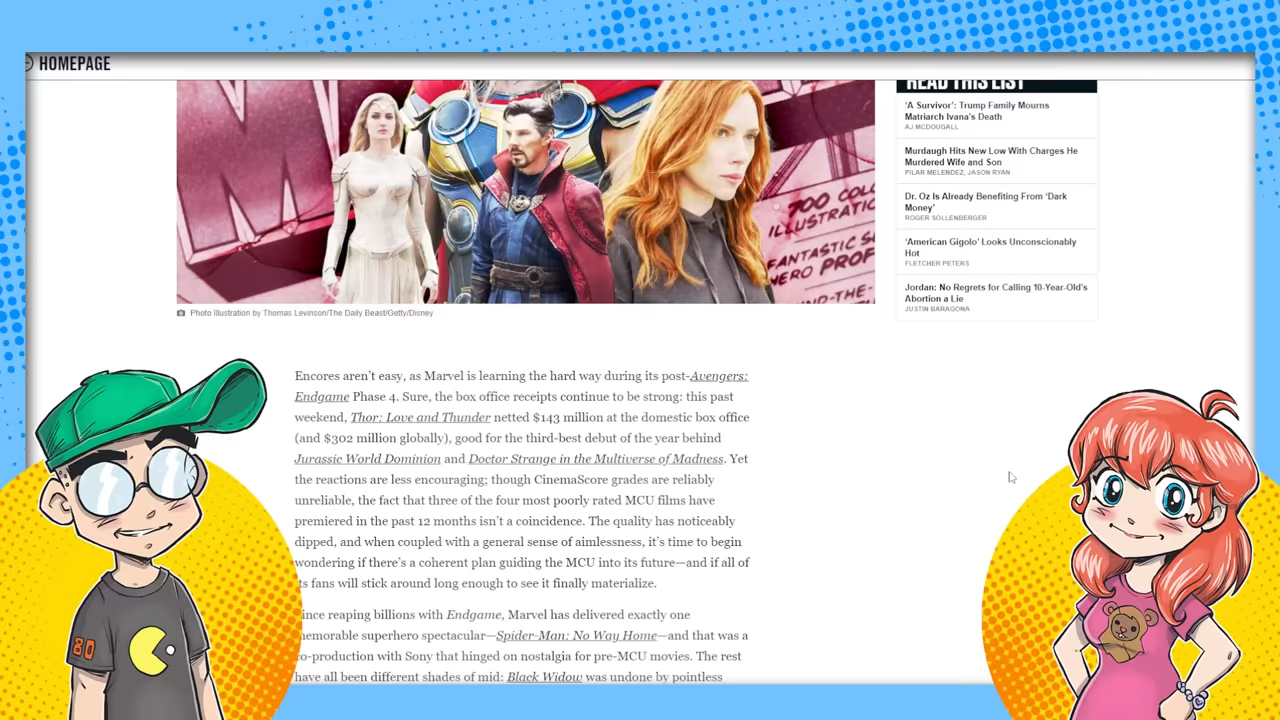 HOMEPAGE
READ THIS LIST
'A Survivor': Trump Family Mourns
Matriarch Ivana's Death
AJ MCDOUGALL
Murdaugh Hits New Low With Charges He
Murdered Wife and Son
PILAR MELENDEZ, JASON RYAN
Dr. Oz Is Already Benefiting From 'Dark
Money'
ROGER SOLLENBERGER
'American Gigolo' Looks Unconscionably
Hot
FLETCHER PETERS
Jordan: No Regrets for Calling 10-Year-Old's
Abortion a Lie
JUSTIN BARAGONA
700 COLO
ILLUSTRATIO
FANTASTIC S
HERO PROF
ND-THE-
Photo Illustration by Thomas Levinson/The Daily Beast/Getty/Disney
Encores aren't easy, as Marvel is learning the hard way during its post-Avengers:
Endgame Phase 4. Sure, the box office receipts continue to be strong: this past
weekend, Thor: Love and Thunder netted $143 million at the domestic box office
(and $302 million globally), good for the third-best debut of the year behind
Jurassic World Dominion and Doctor Strange in the Multiverse of Madness. Yet
the reactions are less encouraging; though CinemaScore grades are reliably
unreliable, the fact that three of the four most poorly rated MCU films have
premiered in the past 12 months isn't a coincidence. The quality has noticeably
dipped, and when coupled with a general sense of aimlessness, it's time to begin
wondering if there's a coherent plan guiding the MCU into its future—and if all of
ts fans will stick around long enough to see it finally materialize.
ince reaping billions with Endgame, Marvel has delivered exactly one
memorable superhero spectacular—Spider-Man: No Way Home—and that was a
co-production with Sony that hinged on nostalgia for pre-MCU movies. The rest
have all been different shades of mid: Black Widow was undone by pointless
80